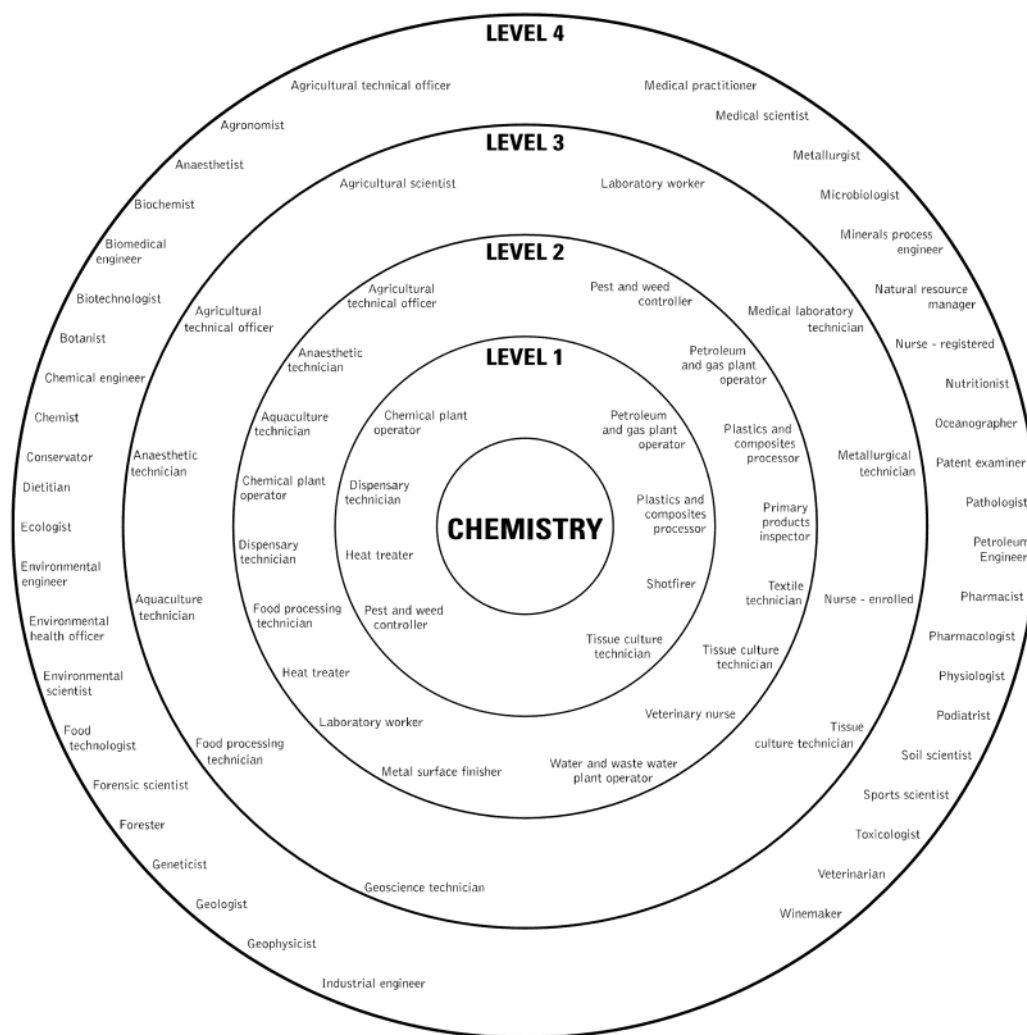 LEVEL 4
Agricultural technical officer
Agronomist
Anaesthetist
Biochemist
Biomedical
engineer
Biotechnologist
Botanist
Chemical engineer
Chemist
Conservator
Dietitian
Ecologist
Environmental
engineer
Environmental
health officer
Environmental
scientist
Food
technologist
Forensic scientist
Forester
Geneticist
Geologist
Geophysicist
Industrial engineer
Medical practitioner
Medical scientist
Metallurgist
Microbiologist
Minerals process
engineer
Natural resource
manager
Nurse - registered
Nutritionist
Oceanographer
Patent examiner
Pathologist
Petroleum
Engineer
Pharmacist
Pharmacologist
Physiologist
Podiatrist
Soil scientist
Sports scientist
Toxicologist
Veterinarian
Winemaker
LEVEL 3
Agricultural scientist
Agricultural
technical officer
Anaesthetic
technician
Aquaculture
technician
Food processing
technician
Geoscience technician
Laboratory worker
Medical laboratory
technician
Metallurgical
technician
Nurse - enrolled
Tissue
culture technician
LEVEL 2
Agricultural
technical officer
Anaesthetic
technician
Aquaculture
technician
Chemical plant
operator
Dispensary
technician
Food processing
technician
Heat treater
Laboratory worker
Metal surface finisher
Pest and weed
controller
Petroleum
and gas plant
operator
Plastics and
composites
processor
Primary
products
inspector
Textile
technician
Tissue culture
technician
Veterinary nurse
Water and waste water
plant operator
LEVEL 1
Chemical plant
operator
Dispensary
technician
Heat treater
Pest and weed
controller
Petroleum
and gas plant
operator
Plastics and
composites
processor
Shotfirer
Tissue culture
technician
CHEMISTRY